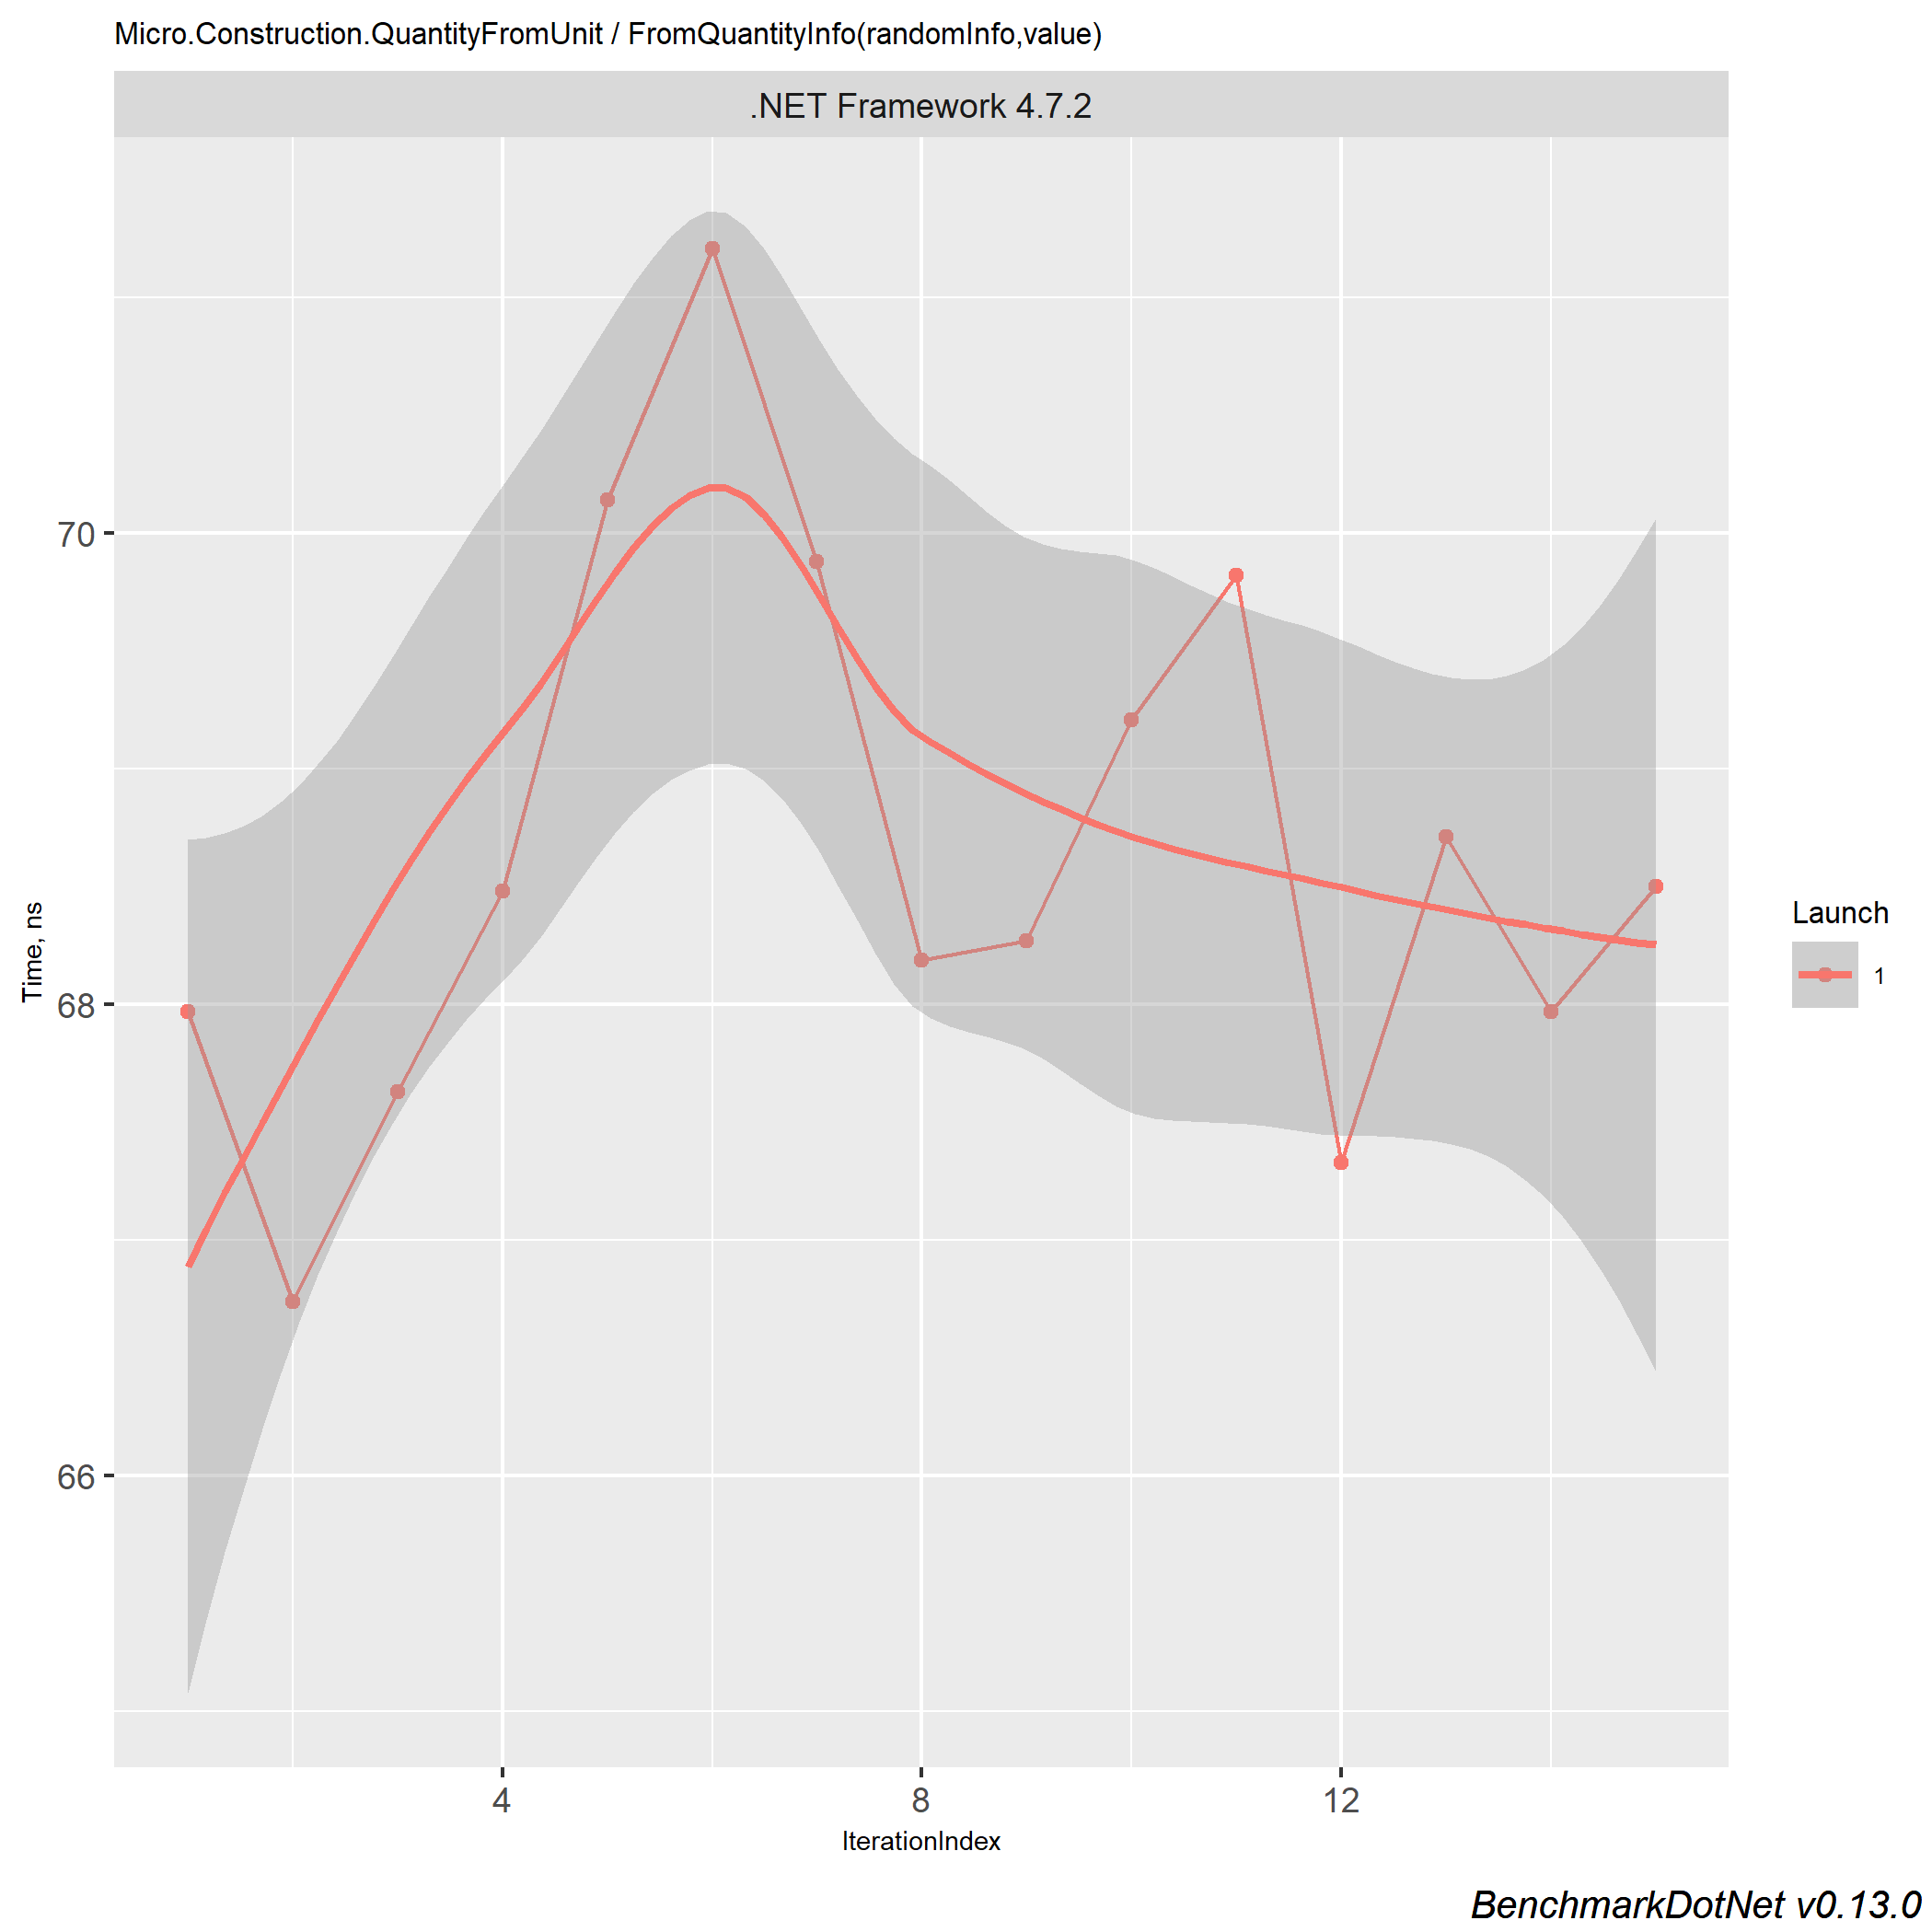 Micro.Construction.QuantityFromUnit / FromQuantityInfo(randomInfo,value)
.NET Framework 4.7.2
70
68
66
Time, ns
4
8
12
IterationIndex
Launch
1
BenchmarkDotNet v0.13.0